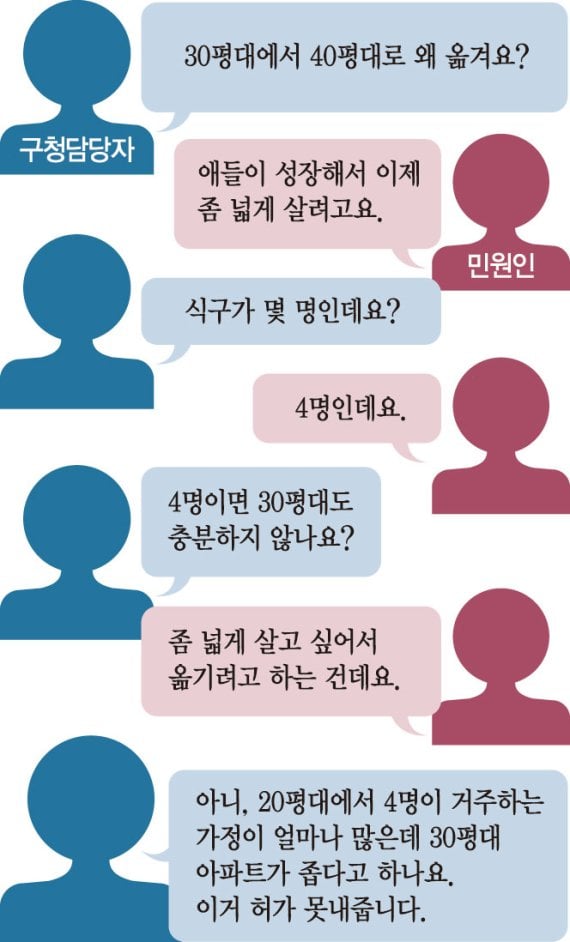 30평대에서 40평대로 왜 옮겨요?
구청담당자
애들이 성장해서 이제
좀 넓게 살려고요.
민원인
식구가 몇 명인데요?
4명인데요.
4명이면 30평대도
충분하지 않나요?
좀 넓게 살고 싶어서
옮기려고 하는 건데요.
아니, 20평대에서 4명이 거주하는
가정이 얼마나 많은데 30평대
아파트가 좁다고 하나요.
이거 허가 못내줍니다.